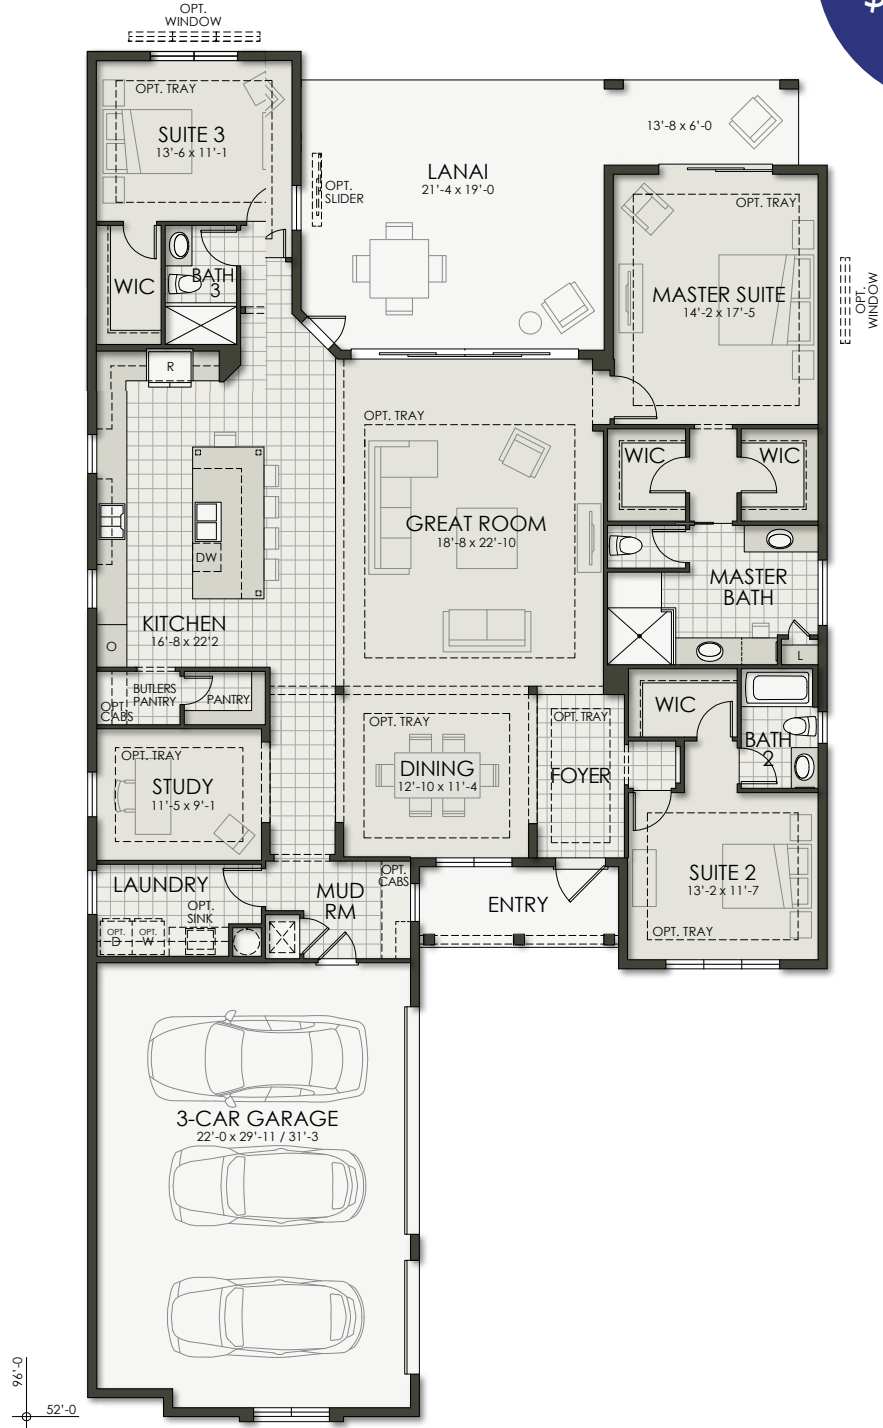 OPT.
WINDOW
$
OPT. TRAY
SUITE 3
13'-6 x 11'-1
13'-8 x 6'-0
LANAI
21'-4 x 19'-0
OPT.
SLIDER
OPT. TRAY
WIC
BATH
3
MASTER SUITE
14'-2 x 17'-5
OPT.
WINDOW
R
OPT. TRAY
WIC
WIC
GREAT ROOM
18'-8 x 22'-10
DW
MASTER
BATH
KITCHEN
16'-8 x 22'2
L
BUTLERS
PANTRY
PANTRY
OPT.
CABS
WIC
OPT. TRAY
OPT. TRAY
BATH
2
OPT. TRAY
STUDY
11'-5 x 9'-1
DINING
12'-10 x 11'-4
FOYER
LAUNDRY
OPT.
CABS
MUD
RM
SUITE 2
13'-2 x 11'-7
ENTRY
OPT.
SINK
OPT.
D
OPT.
W
OPT. TRAY
3-CAR GARAGE
22'-0 x 29'-11 / 31'-3
96'-0
52'-0